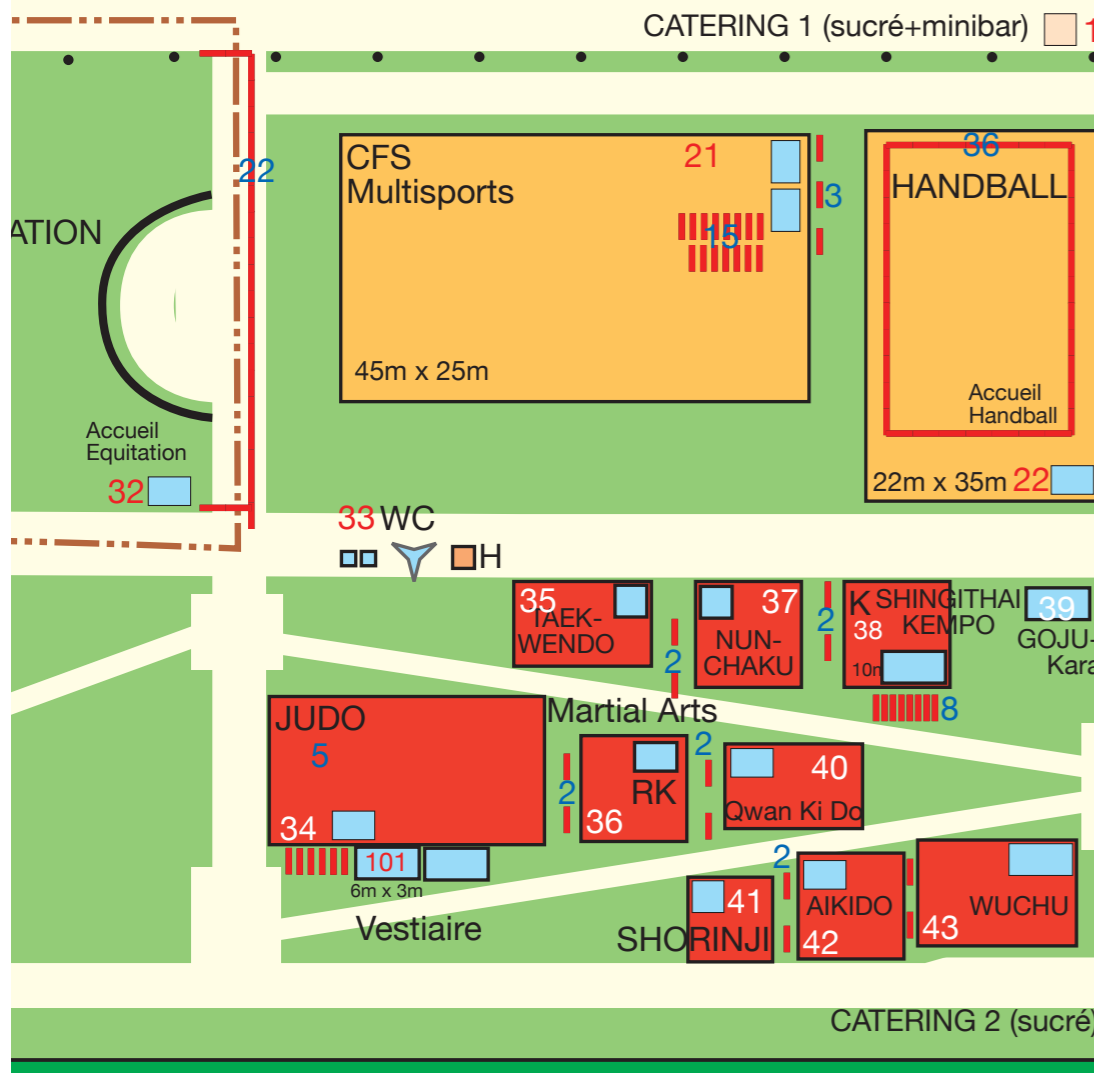 CATERING 1 (sucré+minibar)
22
CFS
Multisports
21
3
15
45m x 25m
36
HANDBALL
Accueil
Handball
22m x 35m 22
ATION
Accueil
Equitation
32
33 WC
H
35
TAEK-
WENDO
2
37
NUN-
CHAKU
2
K SHINGITHAI
38 KEMPO
10m
8
39
GOJU-
Kara
JUDO
5
34
101
6m x 3m
Vestiaire
Martial Arts
2
RK
36
2
40
Qwan Ki Do
2
41
SHORINJI
AIKIDO
42
WUCHU
43
CATERING 2 (sucré)